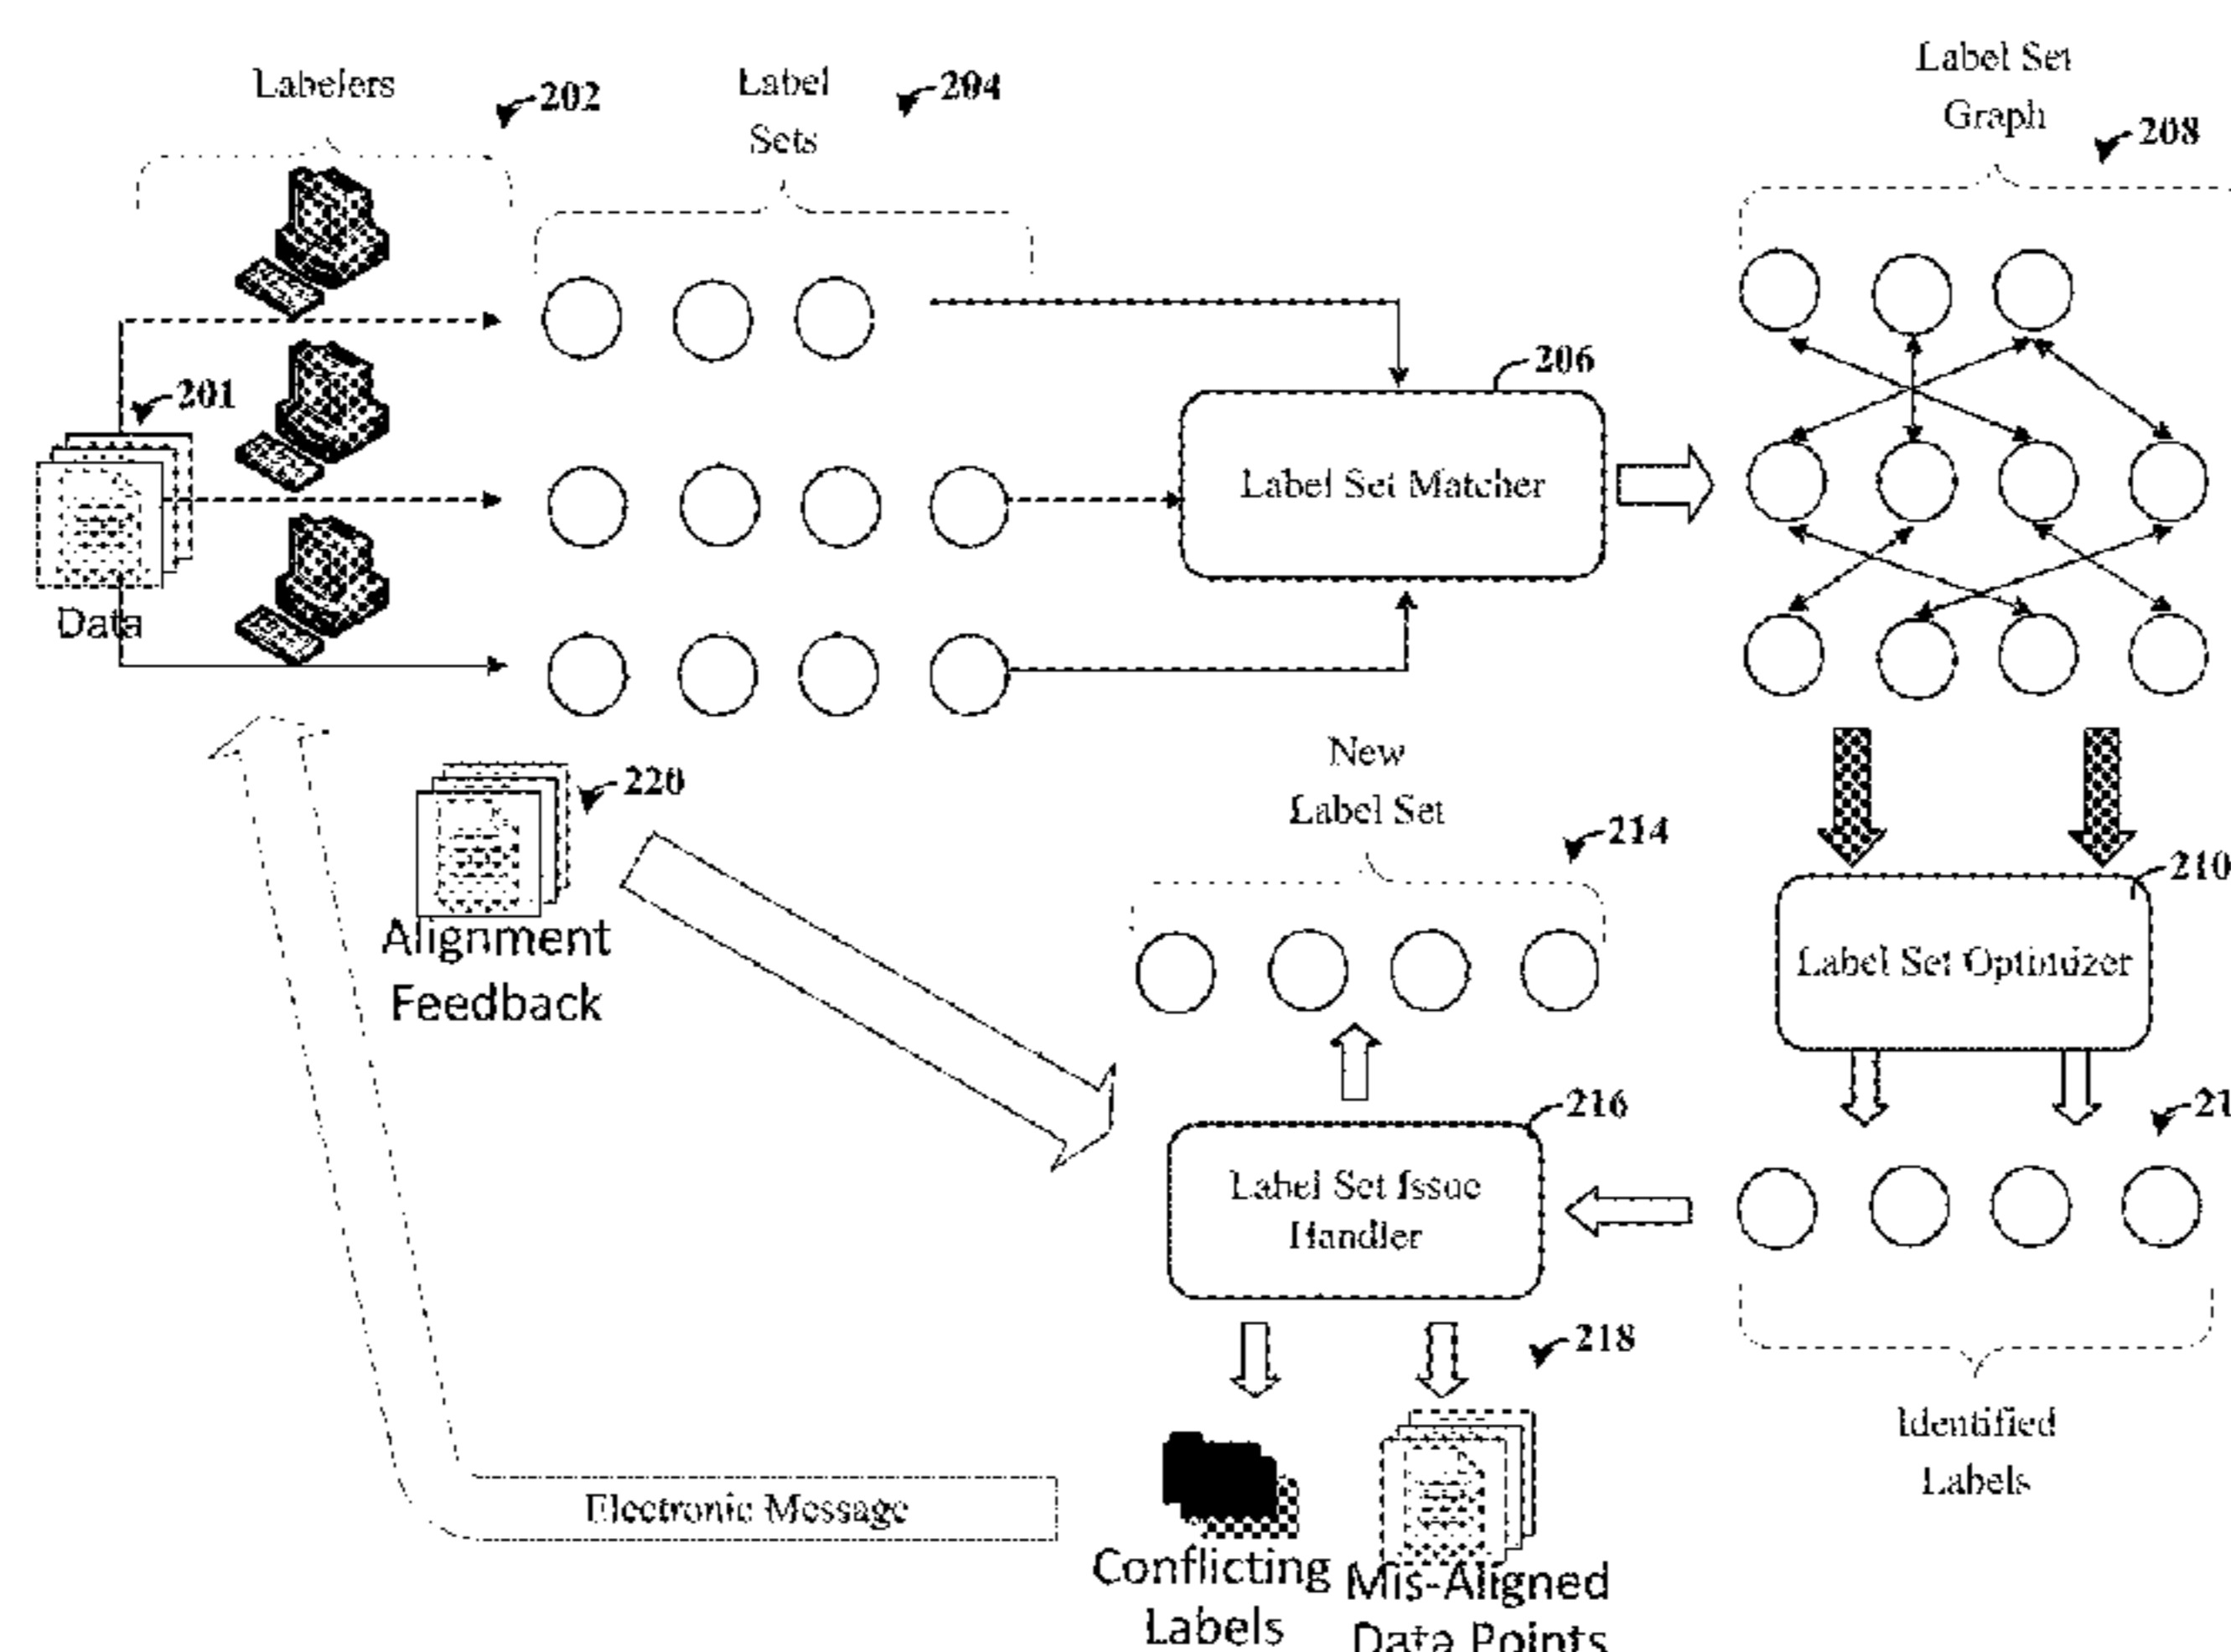 Labelers
202
Label
Sets
204
Label Set
Graph
208
201
Data
206
Label Set Matcher
220
Alignment
Feedback
New
Label Set
214
210
Label Set Optimizer
216
Label Set Issue
Handler
21
218
Identified
Labels
Electronic Message
Conflicting
Labels
Mis-Aligned
Data Points